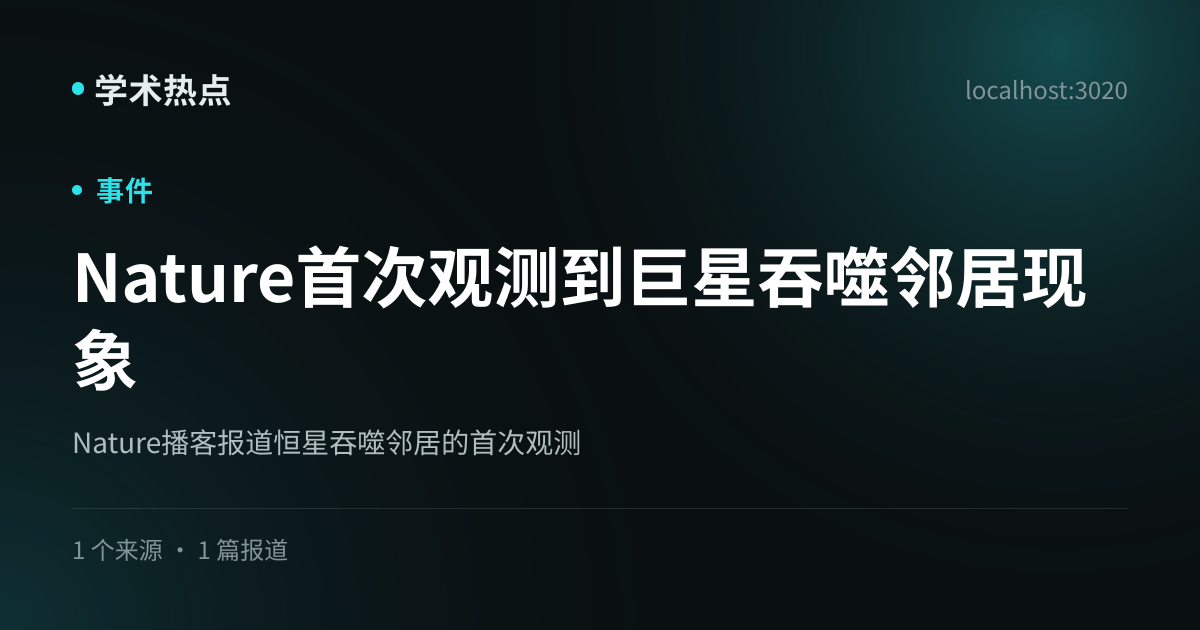 学术热点
localhost:3020
事件
Nature首次观测到巨星吞噬邻居现
象
Nature播客报道恒星吞噬邻居的首次观测
1 个来源 · 1 篇报道